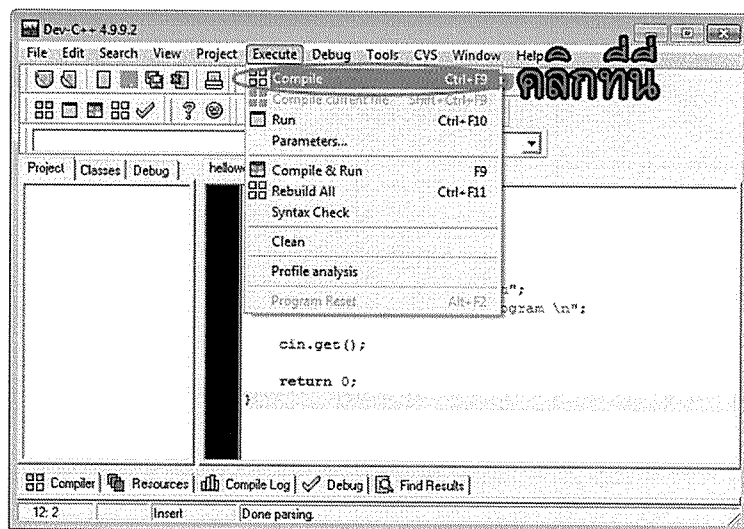 Dev-C++ 4.9.9.2
File Edit Search View Project Execute Debug Tools CVS Window Help
คลิกที่นี่
Compile Ctrl+F9
Compile current file Shift+Ctrl+F9
Run Ctrl+F10
Parameters...
Project Classes Debug
Compile & Run F9
Rebuild All Ctrl+F11
Syntax Check
Clean
Profile analysis
Program Reset Alt+F2
\n";
cin.get();
return 0;
}
Compiler Resources Compile Log Debug Find Results
12: 2 Insert Done parsing.